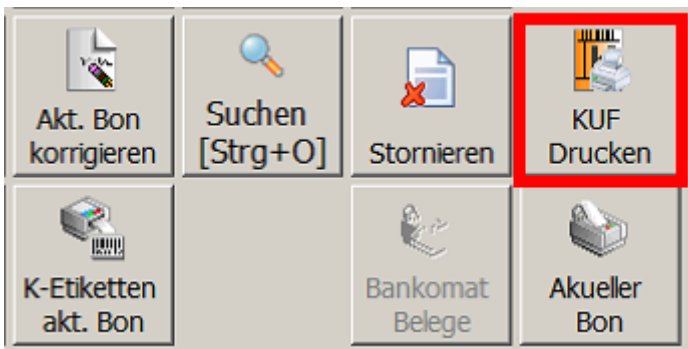 Akt. Bon
korrigieren
Suchen
[Strg+O]
Stornieren
KUF
Drucken
K-Etiketten
akt. Bon
Bankomat
Belege
Akueller
Bon